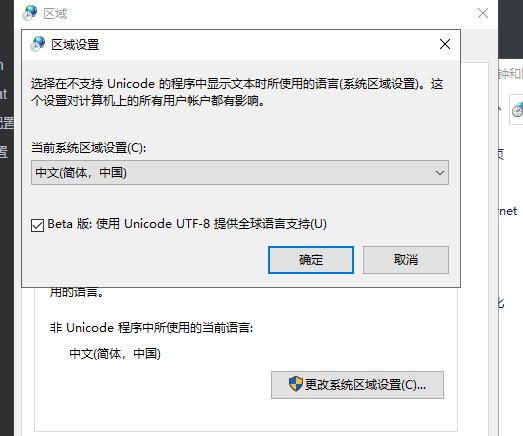 区域
区域设置
选择在不支持 Unicode 的程序中显示文本时所使用的语言(系统区域设置)。这
个设置对计算机上的所有用户帐户都有影响。
当前系统区域设置(C):
中文(简体，中国)
Beta 版: 使用 Unicode UTF-8 提供全球语言支持(U)
确定 取消
用的语言。
非 Unicode 程序中所使用的当前语言:
中文(简体，中国)
更改系统区域设置(C)...
n
at
配置
置
钟和
页
rnet